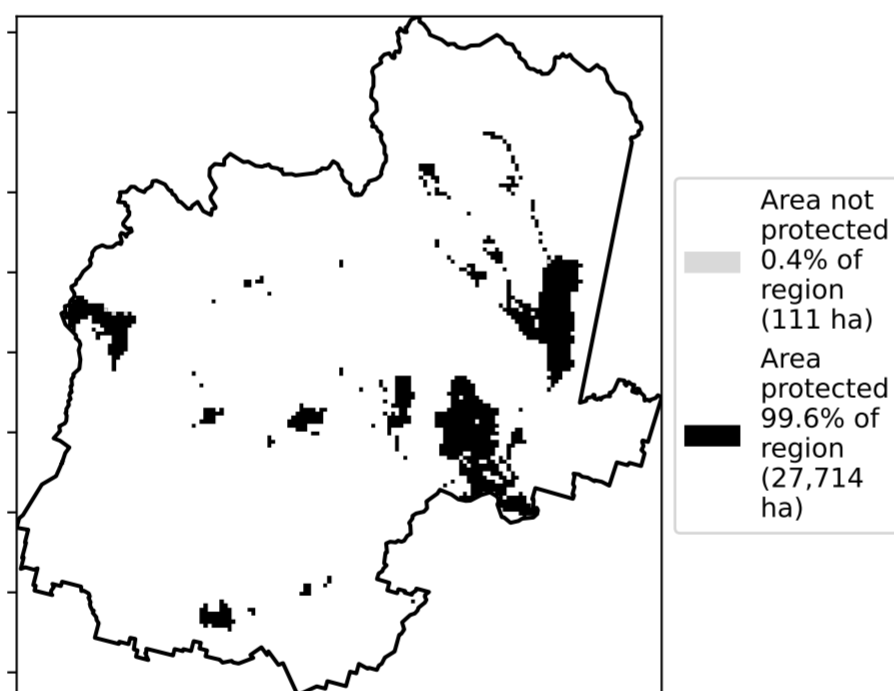 Area not
protected
0.4% of
region
(111 ha)
Area
protected
99.6% of
region
(27,714
ha)